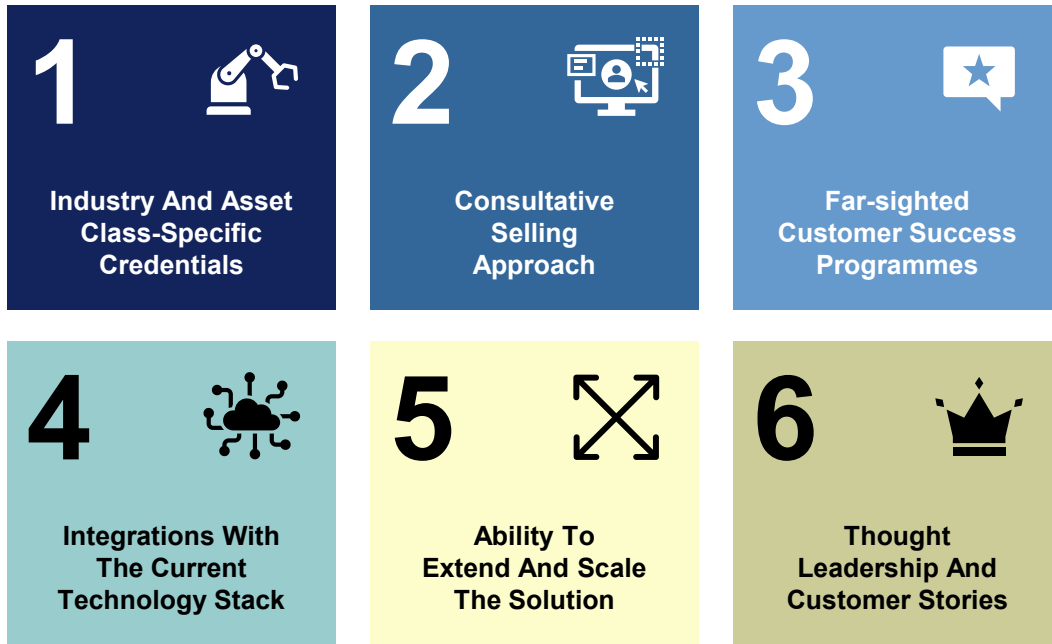 1
Industry And Asset
Class-Specific
Credentials
2
Consultative
Selling
Approach
3
Far-sighted
Customer Success
Programmes
4
Integrations With
The Current
Technology Stack
5
Ability To
Extend And Scale
The Solution
6
Thought
Leadership And
Customer Stories